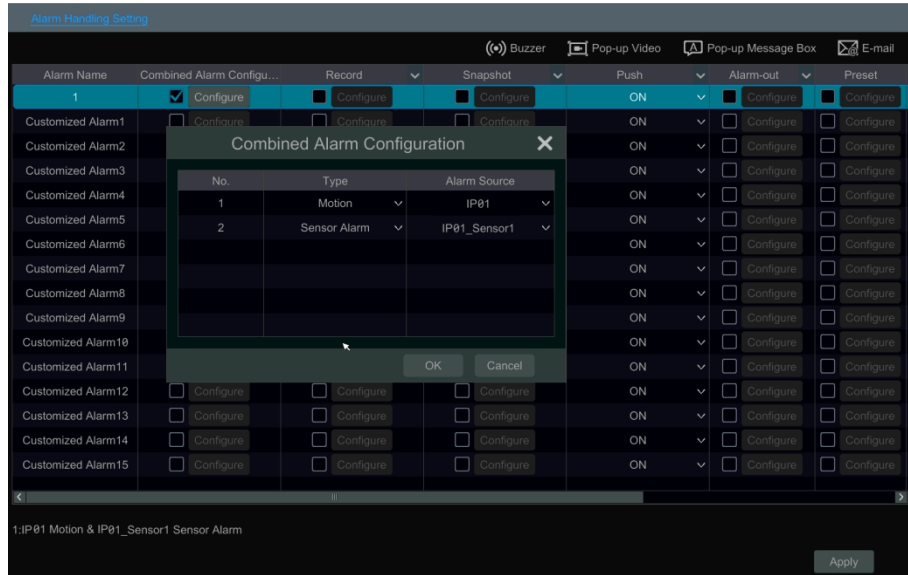 Alarm Handling Setting
Buzzer Pop-up Video Pop-up Message Box E-mail
Alarm Name Combined Alarm Configu... Record Snapshot Push Alarm-out Preset
1 Configure Configure Configure ON Configure Configure
Customized Alarm1 Configure Configure Configure ON Configure Configure
Customized Alarm2 ON Configure Configure
Combined Alarm Configuration
Customized Alarm3 ON Configure Configure
No. Type Alarm Source
Customized Alarm4 ON Configure Configure
1 Motion IP01
Customized Alarm5 ON Configure Configure
2 Sensor Alarm IP01_Sensor1
Customized Alarm6 ON Configure Configure
Customized Alarm7 ON Configure Configure
Customized Alarm8 ON Configure Configure
Customized Alarm9 ON Configure Configure
Customized Alarm10 ON Configure Configure
Customized Alarm11 ON Configure Configure
OK Cancel
Customized Alarm12 Configure Configure Configure ON Configure Configure
Customized Alarm13 Configure Configure Configure ON Configure Configure
Customized Alarm14 Configure Configure Configure ON Configure Configure
Customized Alarm15 Configure Configure Configure ON Configure Configure
1:IP01 Motion & IP01_Sensor1 Sensor Alarm
Apply